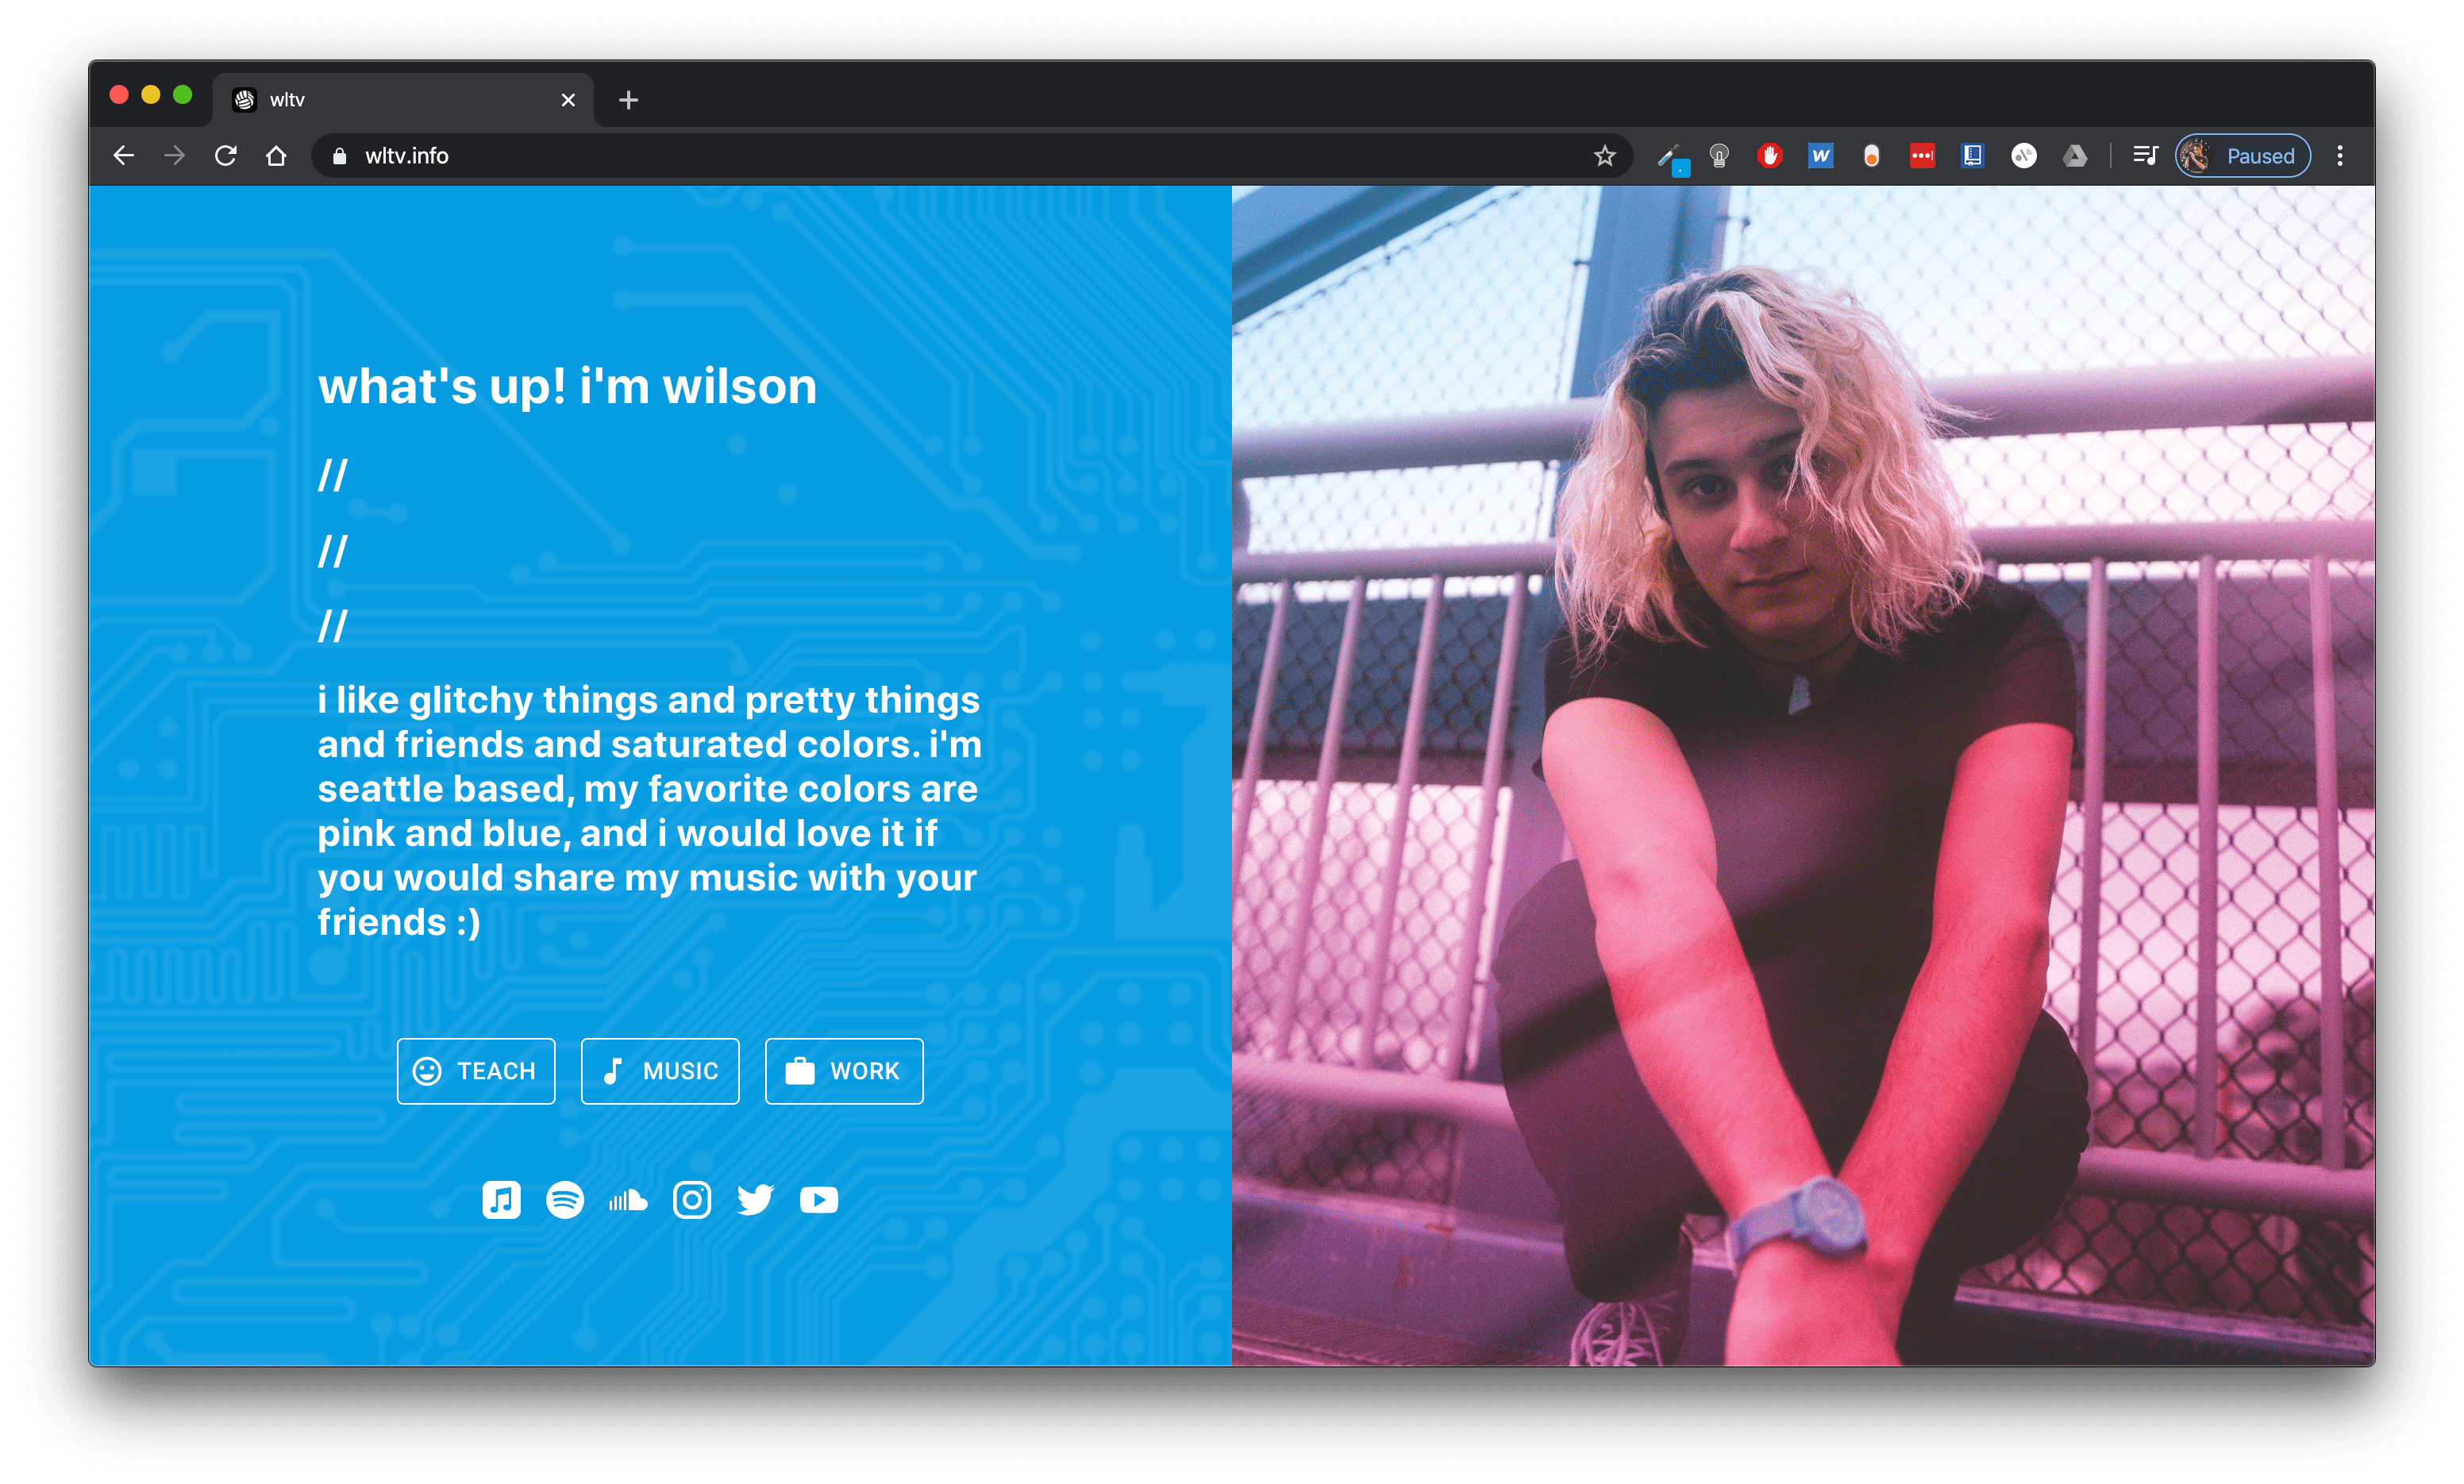 wltv
wltv.info
Paused
what's up! i'm wilson
//
//
//
i like glitchy things and pretty things
and friends and saturated colors. i'm
seattle based, my favorite colors are
pink and blue, and i would love it if
you would share my music with your
friends :)
TEACH
MUSIC
WORK